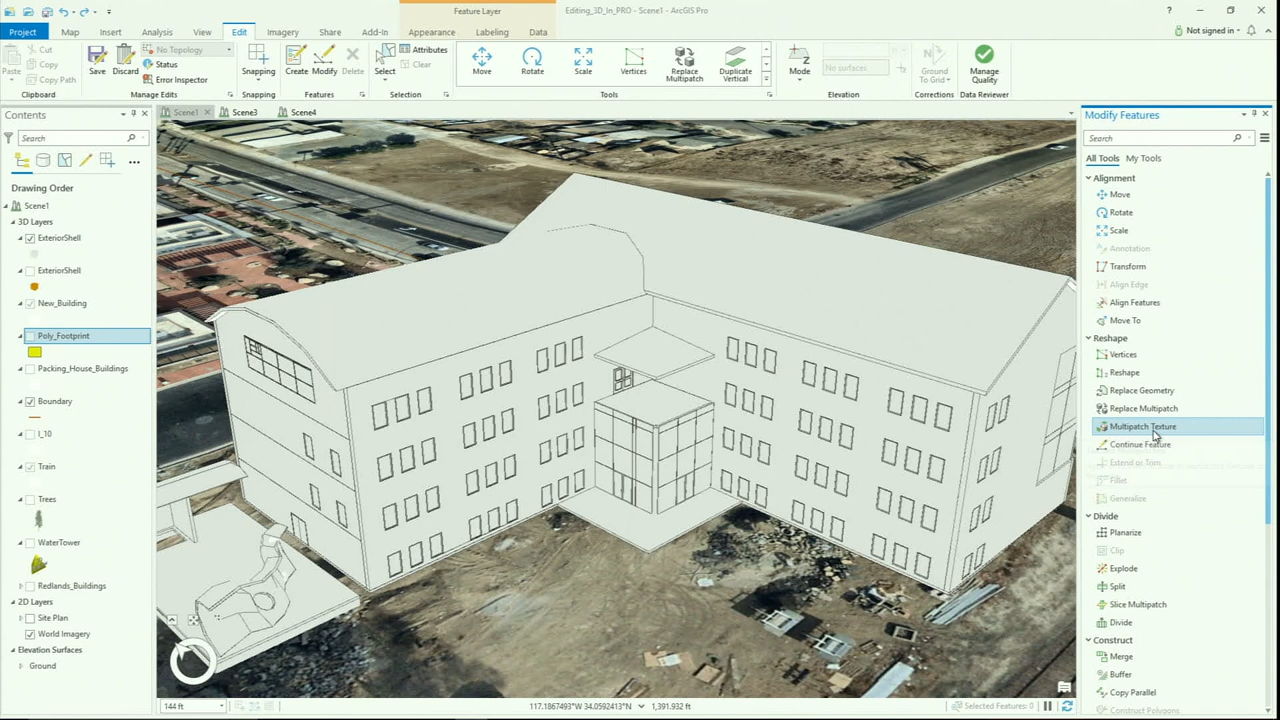 Feature Layer
Editing_3D_In_PRO - Scene1 - ArcGIS Pro
?
Project Map Insert Analysis View Edit Imagery Share Add-In Appearance Labeling Data
Not signed in
Paste
Cut
Copy
Copy Path
Clipboard
Save
Discard
No Topology
Status
Error Inspector
Manage Edits
Snapping
Snapping
Create
Modify
Delete
Features
Select
Attributes
Clear
Selection
Move
Rotate
Scale
Vertices
Replace Multipatch
Duplicate Vertical
Tools
Mode
No surfaces
Elevation
Ground To Grid
Corrections
Manage Quality
Data Reviewer
Contents
Search
Drawing Order
Scene1
3D Layers
ExteriorShell
ExteriorShell
New_Building
Poly_Footprint
Packing_House_Buildings
Boundary
I_10
Train
Trees
WaterTower
Redlands_Buildings
2D Layers
Site Plan
World Imagery
Elevation Surfaces
Ground
Scene1 Scene3 Scene4
144 ft
117.1867493°W 34.0592413°N
1,391.932 ft
Selected Features: 0
Modify Features
Search
All Tools My Tools
Alignment
Move
Rotate
Scale
Annotation
Transform
Align Edge
Align Features
Move To
Reshape
Vertices
Reshape
Replace Geometry
Replace Multipatch
Multipatch Texture
Continue Feature
Extend or Trim
Fillet
Generalize
Divide
Planarize
Clip
Explode
Split
Slice Multipatch
Divide
Construct
Merge
Buffer
Copy Parallel
Construct Polygons